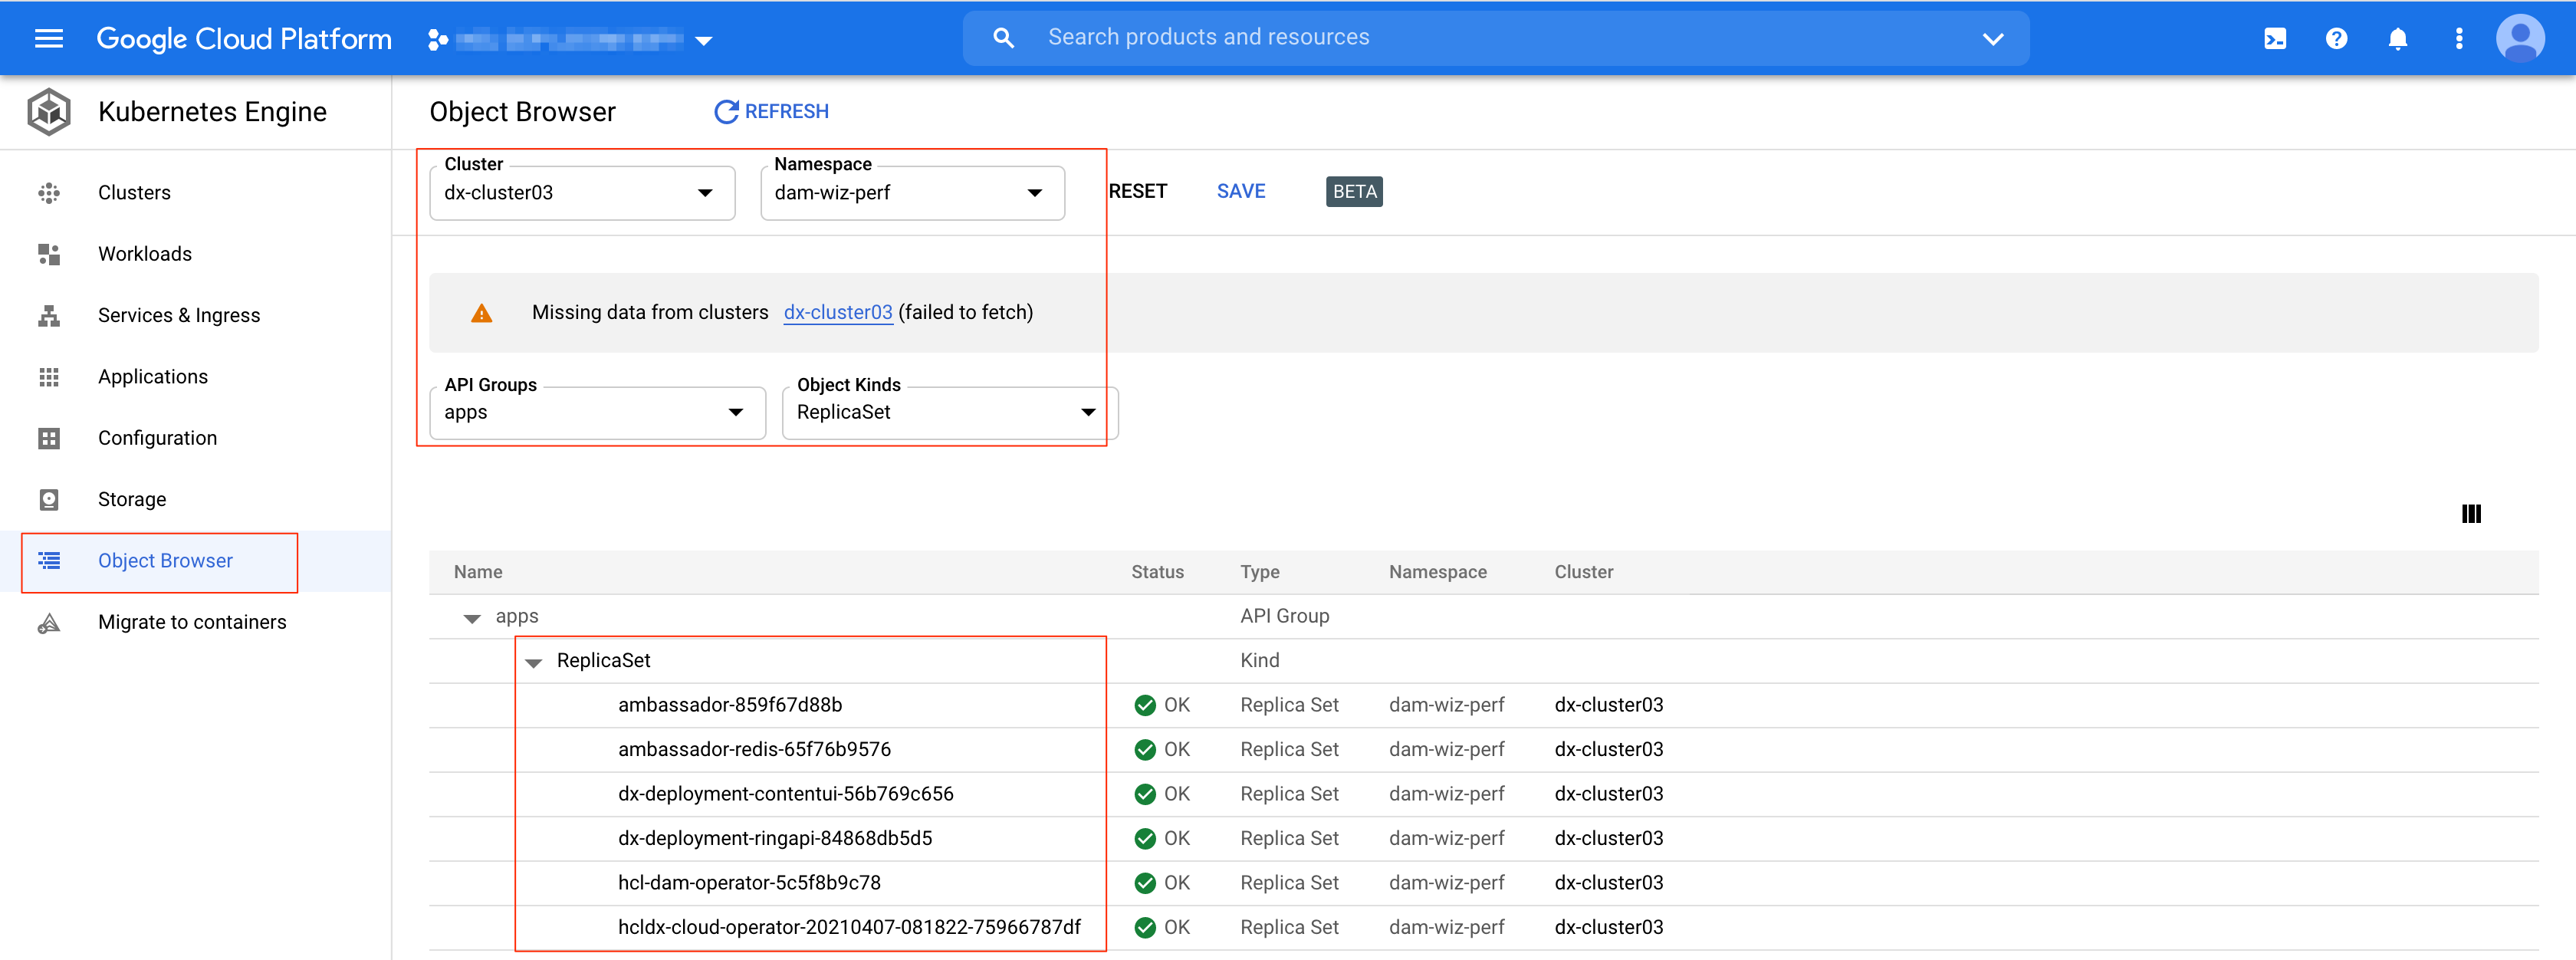 Google Cloud Platform
Search products and resources
Kubernetes Engine
Object Browser
REFRESH
Clusters
Workloads
Services & Ingress
Applications
Configuration
Storage
Object Browser
Migrate to containers
Cluster
dx-cluster03
Namespace
dam-wiz-perf
RESET
SAVE
BETA
Missing data from clusters dx-cluster03 (failed to fetch)
API Groups
apps
Object Kinds
ReplicaSet
Name Status Type Namespace Cluster
apps API Group
ReplicaSet Kind
ambassador-859f67d88b OK Replica Set dam-wiz-perf dx-cluster03
ambassador-redis-65f76b9576 OK Replica Set dam-wiz-perf dx-cluster03
dx-deployment-contentui-56b769c656 OK Replica Set dam-wiz-perf dx-cluster03
dx-deployment-ringapi-84868db5d5 OK Replica Set dam-wiz-perf dx-cluster03
hcl-dam-operator-5c5f8b9c78 OK Replica Set dam-wiz-perf dx-cluster03
hcldx-cloud-operator-20210407-081822-75966787df OK Replica Set dam-wiz-perf dx-cluster03